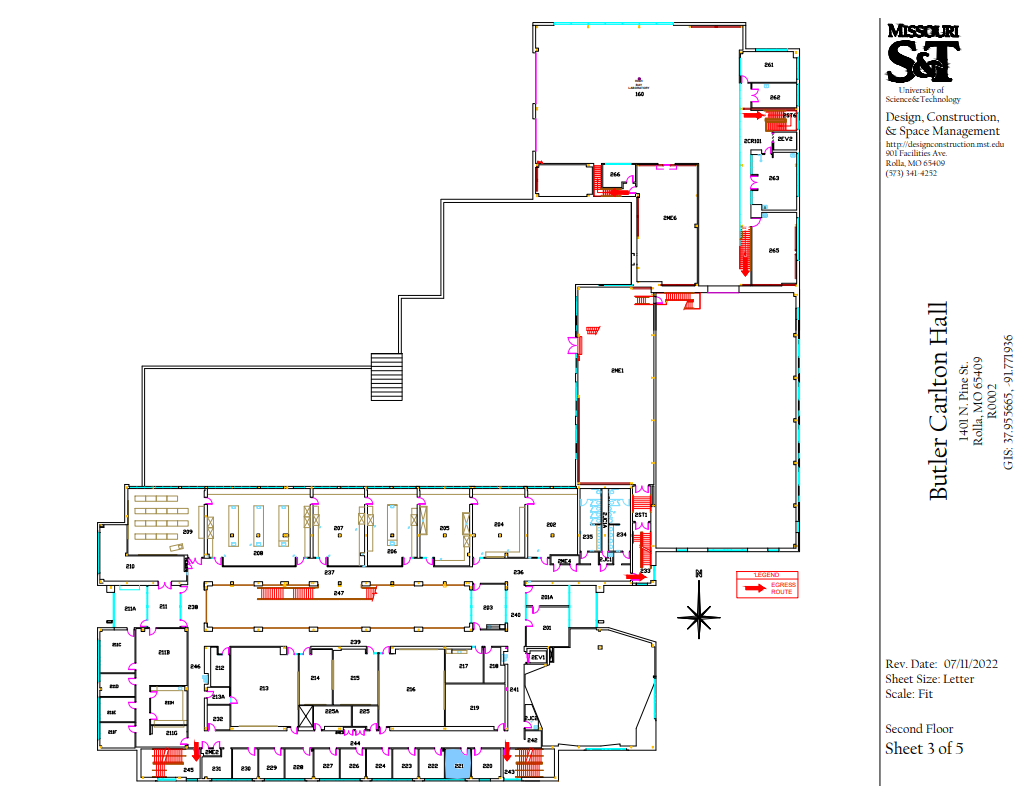 160
261
262
2ST6
2EV2
2CR101
263
266
2ME6
265
2ME1
209
208
207
206
205
204
202
235
234
2ST1
210
237
236
2ME4
2JC1
233
211A
211
238
247
203
240
201A
201
239
211C
211B
246
212
213
214
215
216
217
218
2EV1
241
211D
211E
211F
211H
211G
213A
232
225A
225
219
2JC2
242
244
2ME2
245
231
230
229
228
227
226
224
223
222
221
220
243
N
"LEGEND
EGRESS
ROUTE
MISSOURI
S&T
University of
Science&Technology
Design, Construction,
& Space Management
http://designconstruction.mst.edu
901 Facilities Ave.
Rolla, MO 65409
(573) 341-4252
Butler Carlton Hall
1401 N. Pine St.
Rolla, MO 65409
R0002
GIS: 37.955665, -91.771936
Rev. Date: 07/11/2022
Sheet Size: Letter
Scale: Fit
Second Floor
Sheet 3 of 5